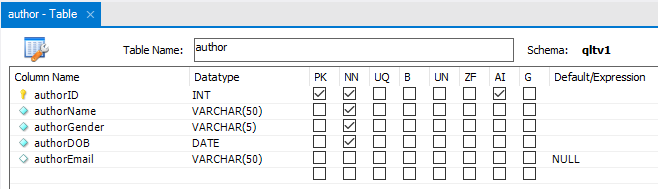 author - Table ×
Table Name: author Schema: qltv1
Column Name Datatype PK NN UQ B UN ZF AI G Default/Expression
authorID INT
authorName VARCHAR(50)
authorGender VARCHAR(5)
authorDOB DATE
authorEmail VARCHAR(50) NULL